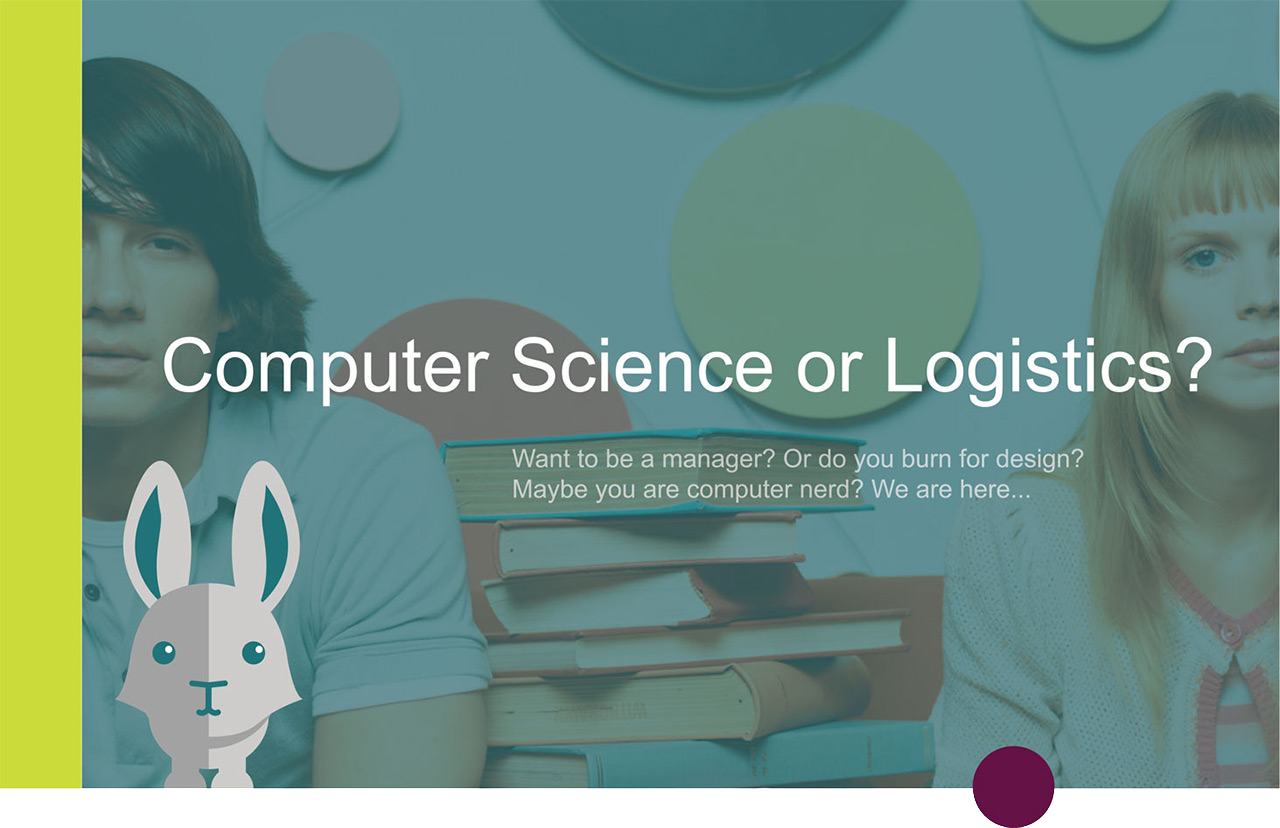 Computer Science or Logistics?
Want to be a manager? Or do you burn for design?
Maybe you are computer nerd? We are here...